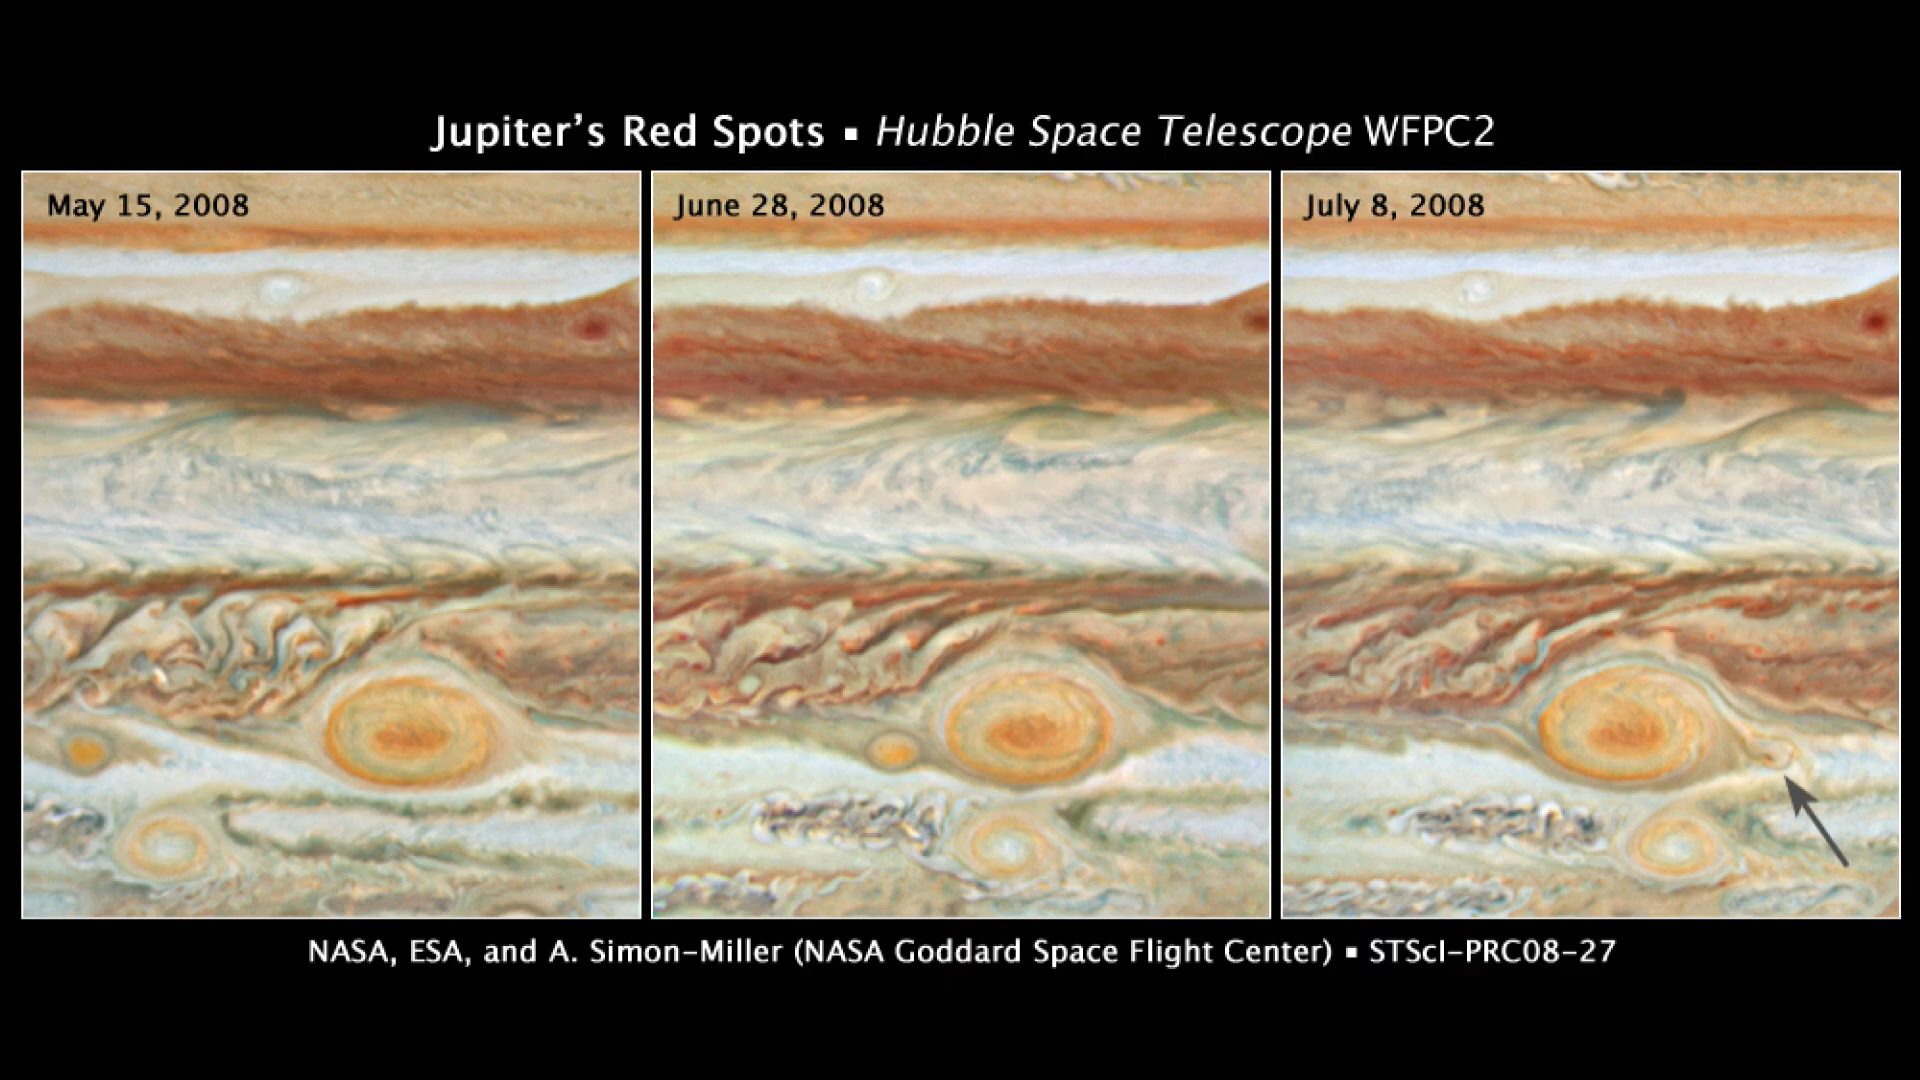 Jupiter’s Red Spots ▪ Hubble Space Telescope WFPC2
May 15, 2008
June 28, 2008
July 8, 2008
NASA, ESA, and A. Simon–Miller (NASA Goddard Space Flight Center) ▪ STScI–PRC08–27